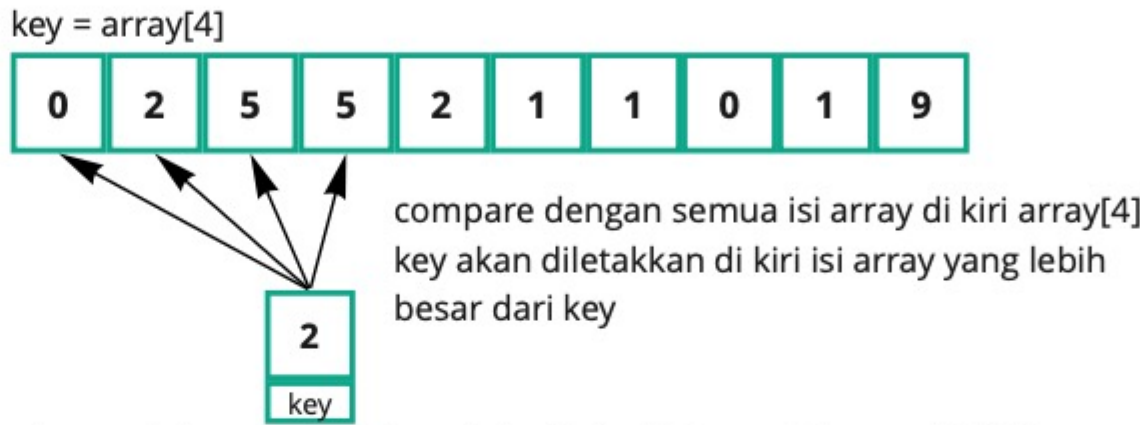 key = array[4]
0 2 5 5 2 1 1 0 1 9
compare dengan semua isi array di kiri array[4]
key akan diletakkan di kiri isi array yang lebih
besar dari key
2
key